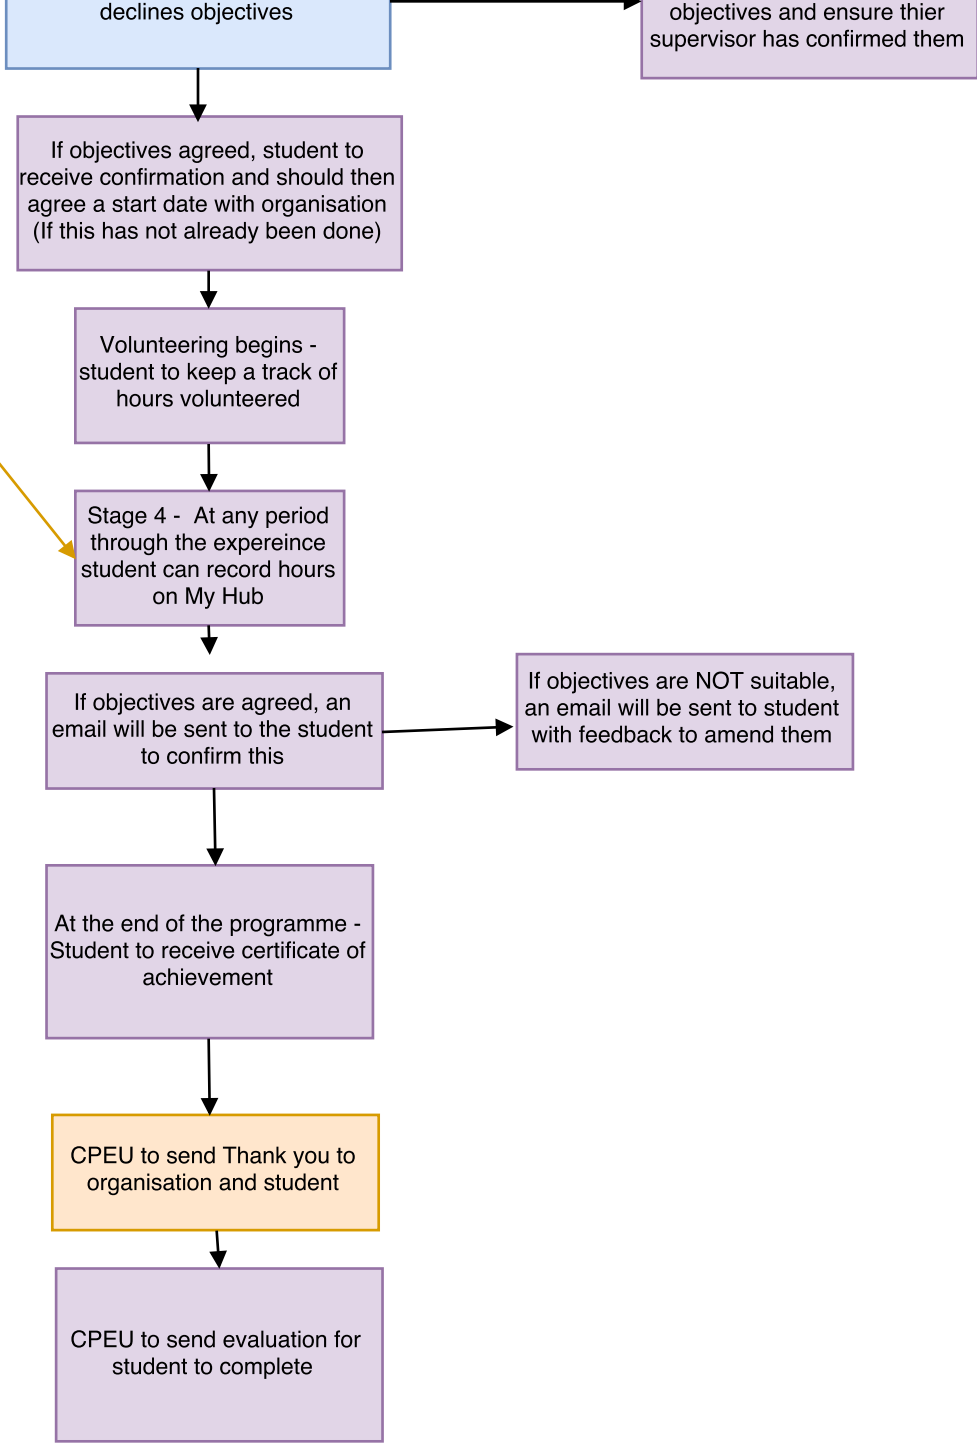 declines objectives
objectives and ensure thier
supervisor has confirmed them
If objectives agreed, student to
receive confirmation and should then
agree a start date with organisation
(If this has not already been done)
Volunteering begins -
student to keep a track of
hours volunteered
Stage 4 -  At any period
through the expereince
student can record hours
on My Hub
If objectives are agreed, an
email will be sent to the student
to confirm this
If objectives are NOT suitable,
an email will be sent to student
with feedback to amend them
At the end of the programme -
Student to receive certificate of
achievement
CPEU to send Thank you to
organisation and student
CPEU to send evaluation for
student to complete